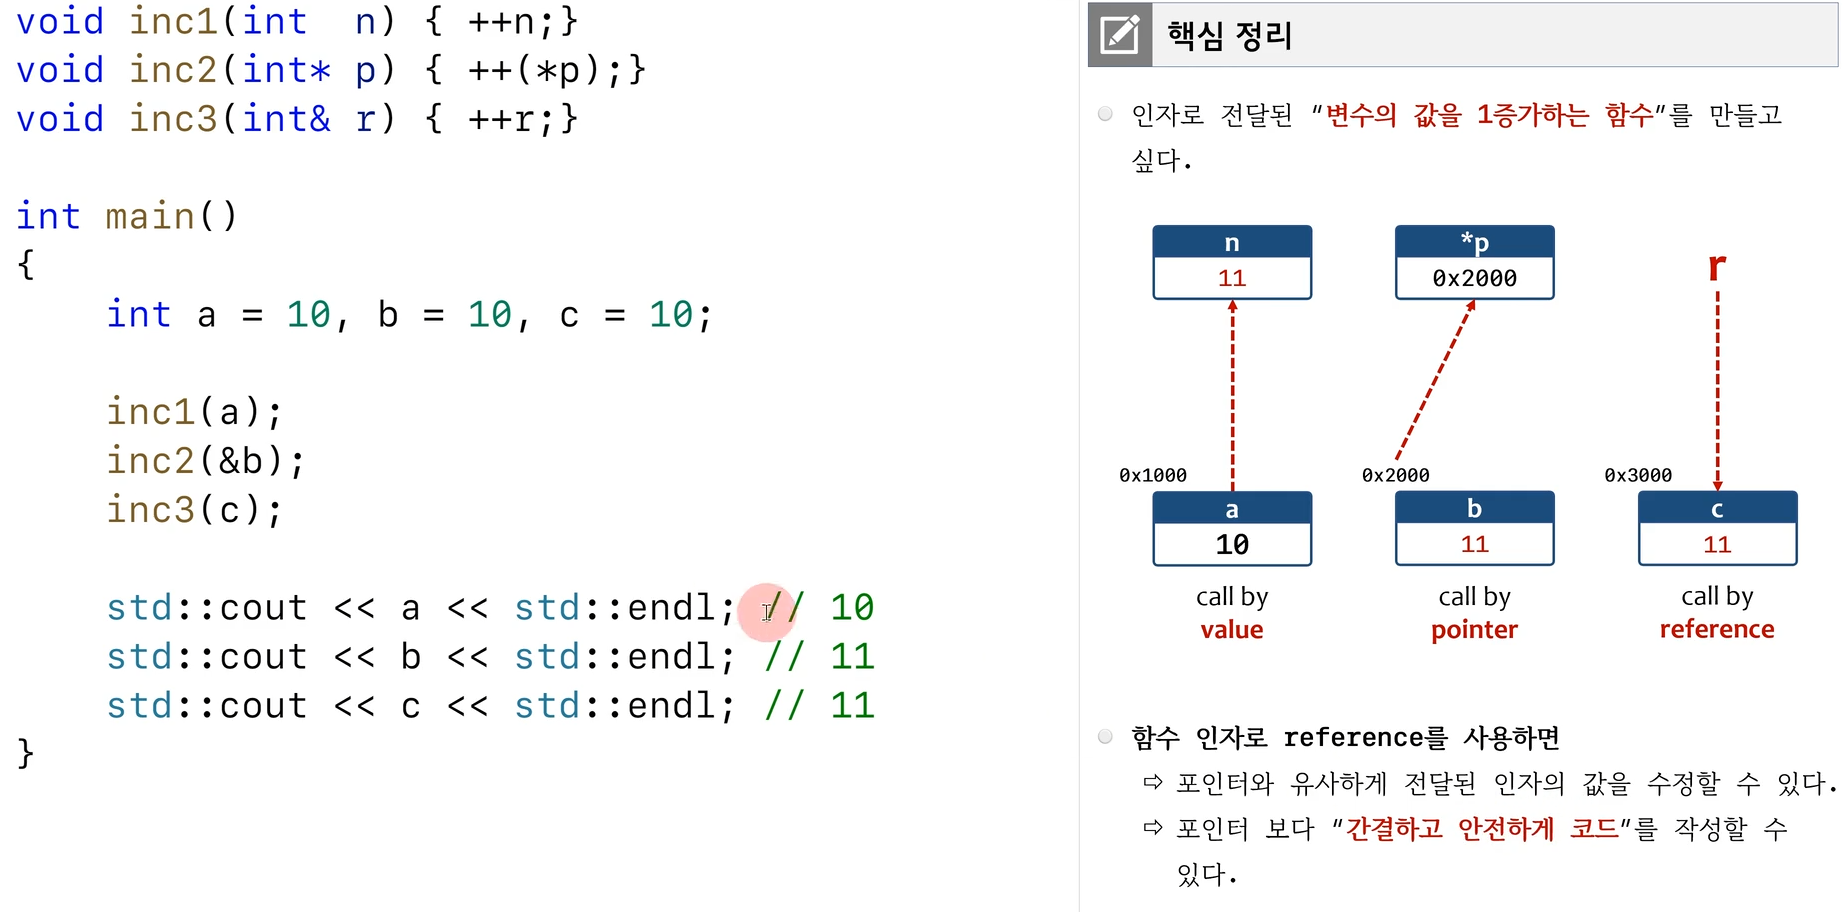 void inc1(int  n) { ++n;}
void inc2(int* p) { ++(*p);}
void inc3(int& r) { ++r;}
int main()
{
    int a = 10, b = 10, c = 10;
    inc1(a);
    inc2(&b);
    inc3(c);
    std::cout << a << std::endl; // 10
    std::cout << b << std::endl; // 11
    std::cout << c << std::endl; // 11
}
핵심 정리
인자로 전달된 "변수의 값을 1증가하는 함수"를 만들고
싶다.
n
11
*p
0x2000
r
0x1000
a
10
0x2000
b
11
0x3000
c
11
call by
value
call by
pointer
call by
reference
함수 인자로 reference를 사용하면
⇨ 포인터와 유사하게 전달된 인자의 값을 수정할 수 있다.
⇨ 포인터 보다 "간결하고 안전하게 코드"를 작성할 수
있다.